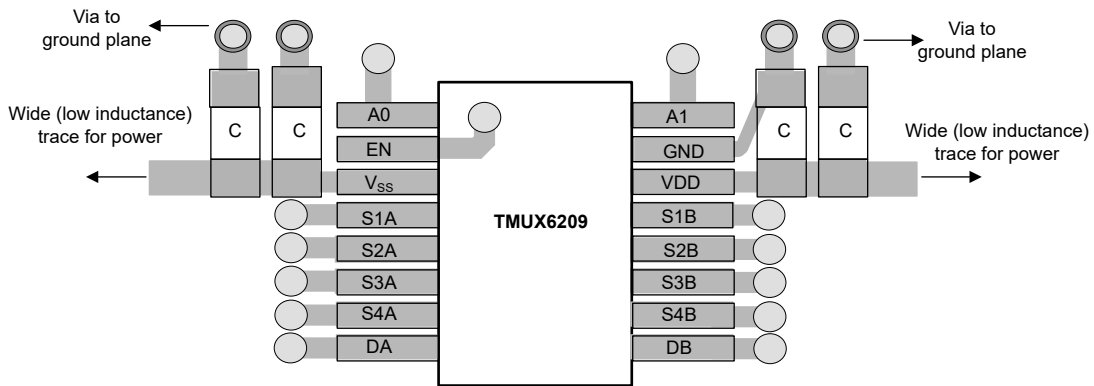 Via to
ground plane
Via to
ground plane
Wide (low inductance)
trace for power
C
C
A0
A1
C
C
Wide (low inductance)
trace for power
EN
GND
VSS
VDD
S1A
TMUX6209
S1B
S2A
S2B
S3A
S3B
S4A
S4B
DA
DB